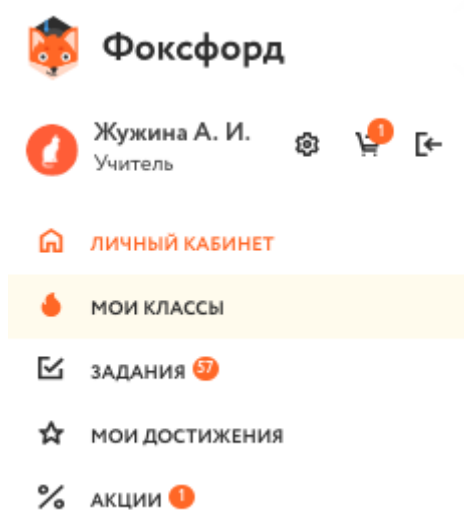 Фоксфорд
Жужина А. И.
1
Учитель
ЛИЧНЫЙ КАБИНЕТ
МОИ КЛАССЫ
ЗАДАНИЯ 57
МОИ ДОСТИЖЕНИЯ
АКЦИИ 1